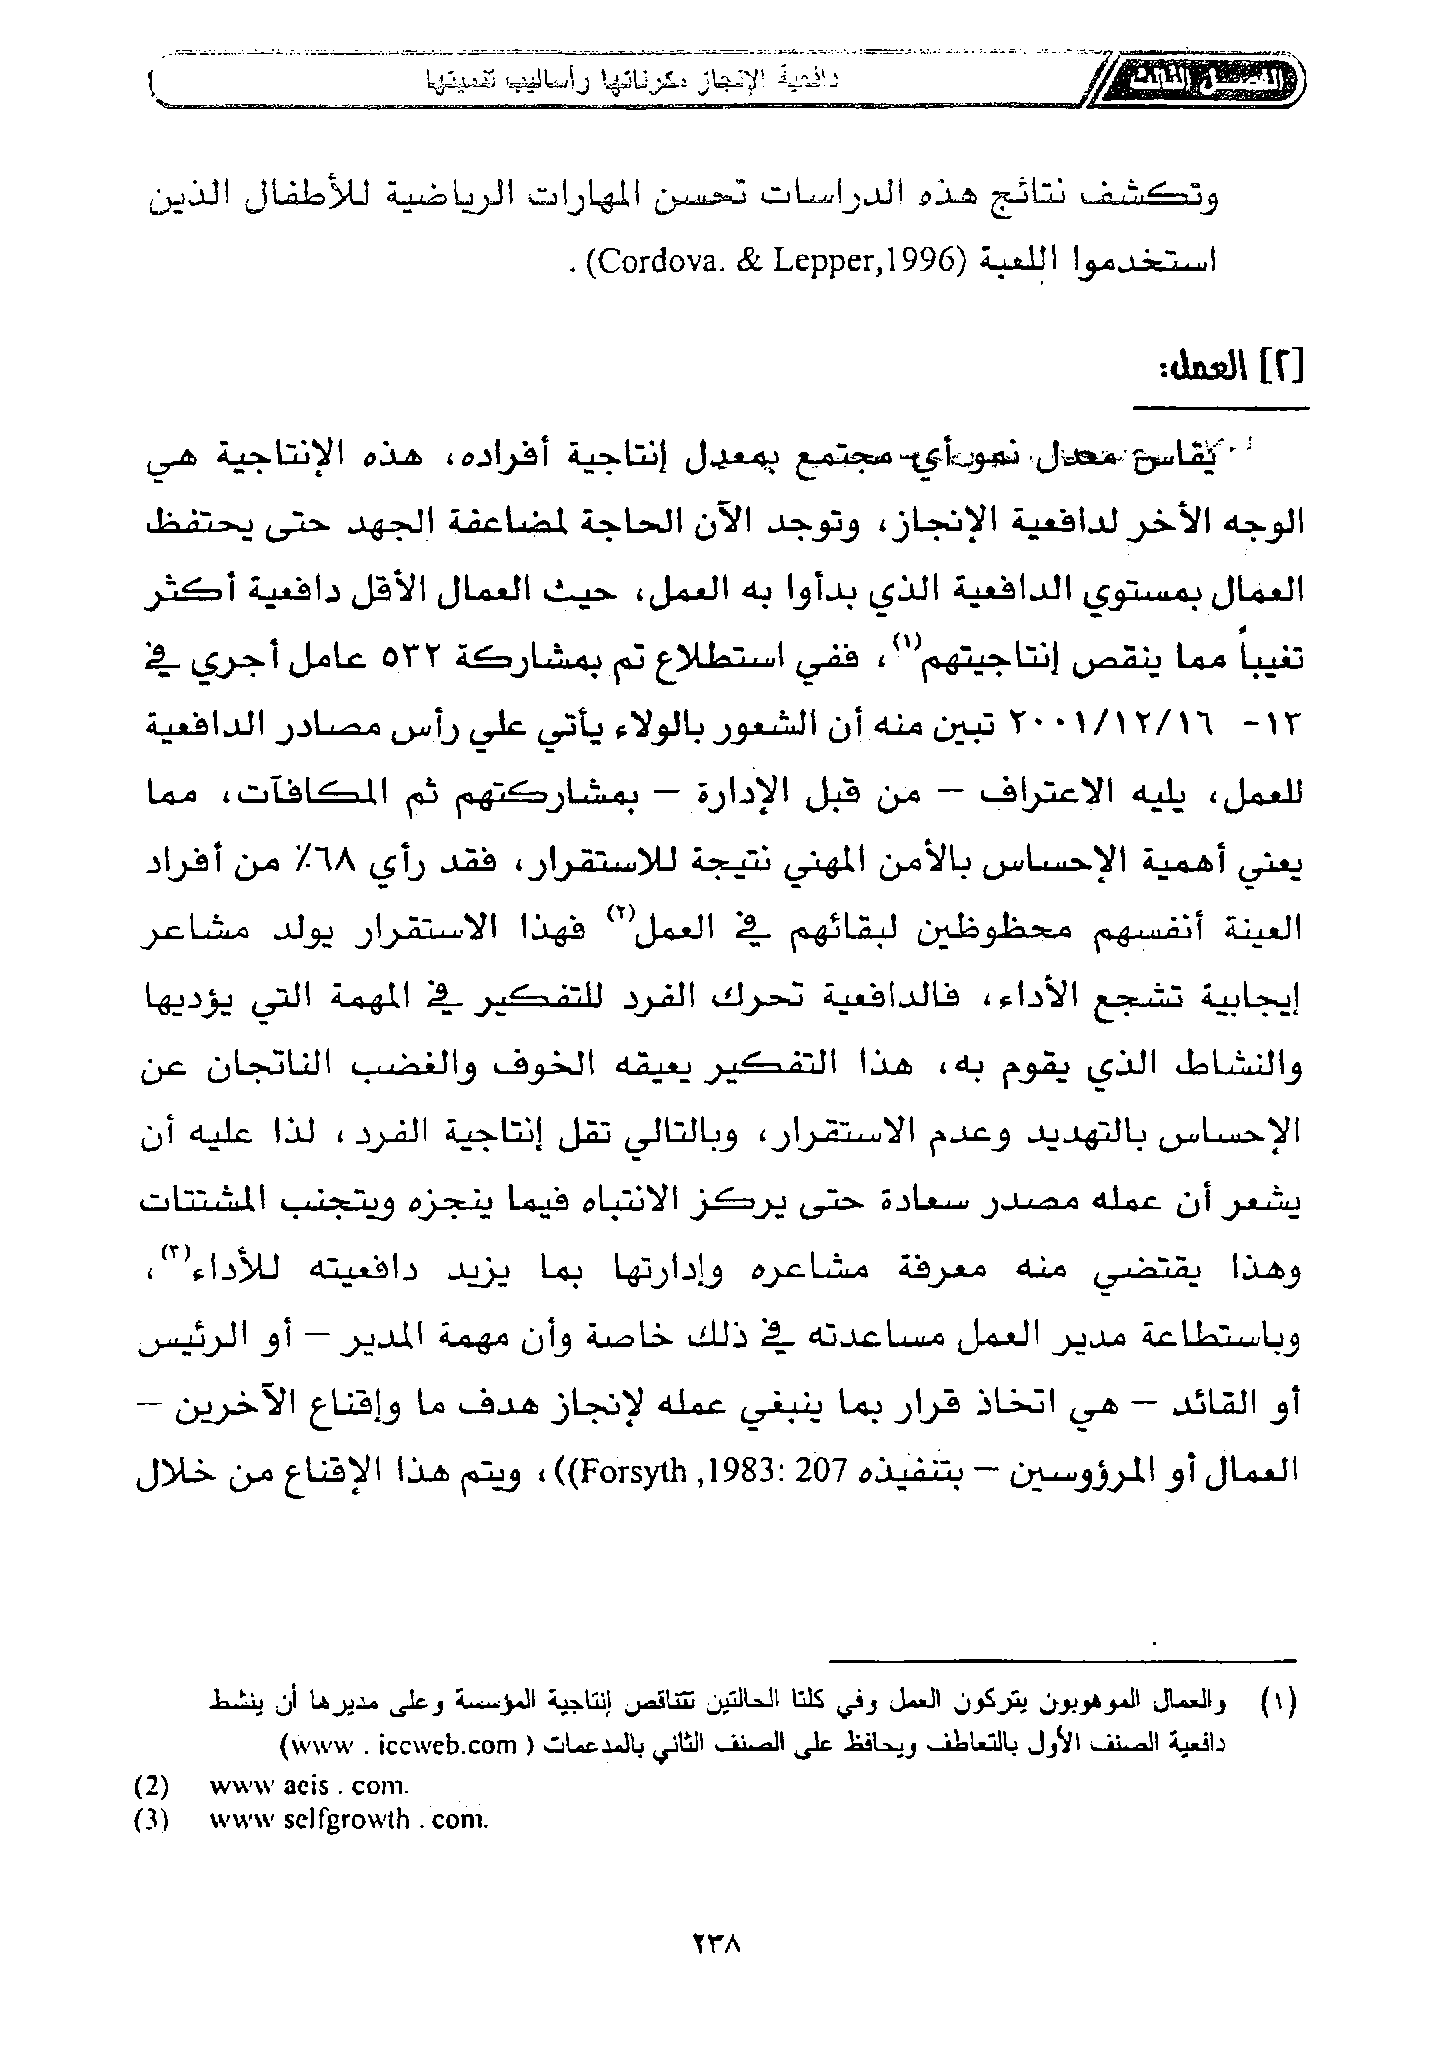 دافعية الإنجاز مكوناتها وأساليب تنميتها
وتكشف نتائج هذه الدراسات تحسن المهارات الرياضية للأطفال الذين
استخدموا اللعبة (Cordova. & Lepper,1996) .
[٢] العمل:
يقاس معدل نمو أي مجتمع بمعدل إنتاجية أفراده، هذه الإنتاجية هي
الوجه الأخر لدافعية الإنجاز، وتوجد الآن الحاجة لمضاعفة الجهد حتى يحتفظ
العمال بمستوي الدافعية الذي بدأوا به العمل، حيث العمال الأقل دافعية أكثر
تغيباً مما ينقص إنتاجيتهم(١)، ففي استطلاع تم بمشاركة ٥٣٢ عامل أجري في
١٣- ٢٠٠١/١٢/١٦ تبين منه أن الشعور بالولاء يأتي علي رأس مصادر الدافعية
للعمل، يليه الاعتراف – من قبل الإدارة – بمشاركتهم ثم المكافآت، مما
يعني أهمية الإحساس بالأمن المهني نتيجة للاستقرار، فقد رأي ٦٨٪ من أفراد
العينة أنفسهم محظوظين لبقائهم في العمل(٢) فهذا الاستقرار يولد مشاعر
إيجابية تشجع الأداء، فالدافعية تحرك الفرد للتفكير في المهمة التي يؤديها
والنشاط الذي يقوم به، هذا التفكير يعيقه الخوف والغضب الناتجان عن
الإحساس بالتهديد وعدم الاستقرار، وبالتالي تقل إنتاجية الفرد، لذا عليه أن
يشعر أن عمله مصدر سعادة حتى يركز الانتباه فيما ينجزه ويتجنب المشتتات
وهذا يقتضي منه معرفة مشاعره وإدارتها بما يزيد دافعيته للأداء(٣)،
وباستطاعة مدير العمل مساعدته في ذلك خاصة وأن مهمة المدير – أو الرئيس
أو القائد – هي اتخاذ قرار بما ينبغي عمله لإنجاز هدف ما وإقناع الآخرين –
العمال أو المرؤوسين – بتنفيذه Forsyth ,1983: 207))، ويتم هذا الإقناع من خلال
(١) والعمال الموهوبون يتركون العمل وفي كلتا الحالتين تتناقص إنتاجية المؤسسة وعلى مديرها أن ينشط
دافعية الصنف الأول بالتعاطف ويحافظ على الصنف الثاني بالمدعمات ( www . iccweb.com)
(2) www aeis . com.
(3) www selfgrowth . com.
٢٣٨